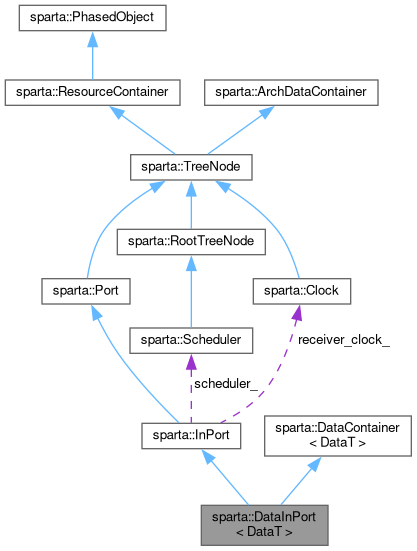 sparta::PhasedObject
sparta::ResourceContainer
sparta::ArchDataContainer
sparta::TreeNode
sparta::RootTreeNode
sparta::Port
sparta::Clock
sparta::Scheduler
receiver_clock_
scheduler_
sparta::InPort
sparta::DataContainer
< DataT >
sparta::DataInPort
< DataT >